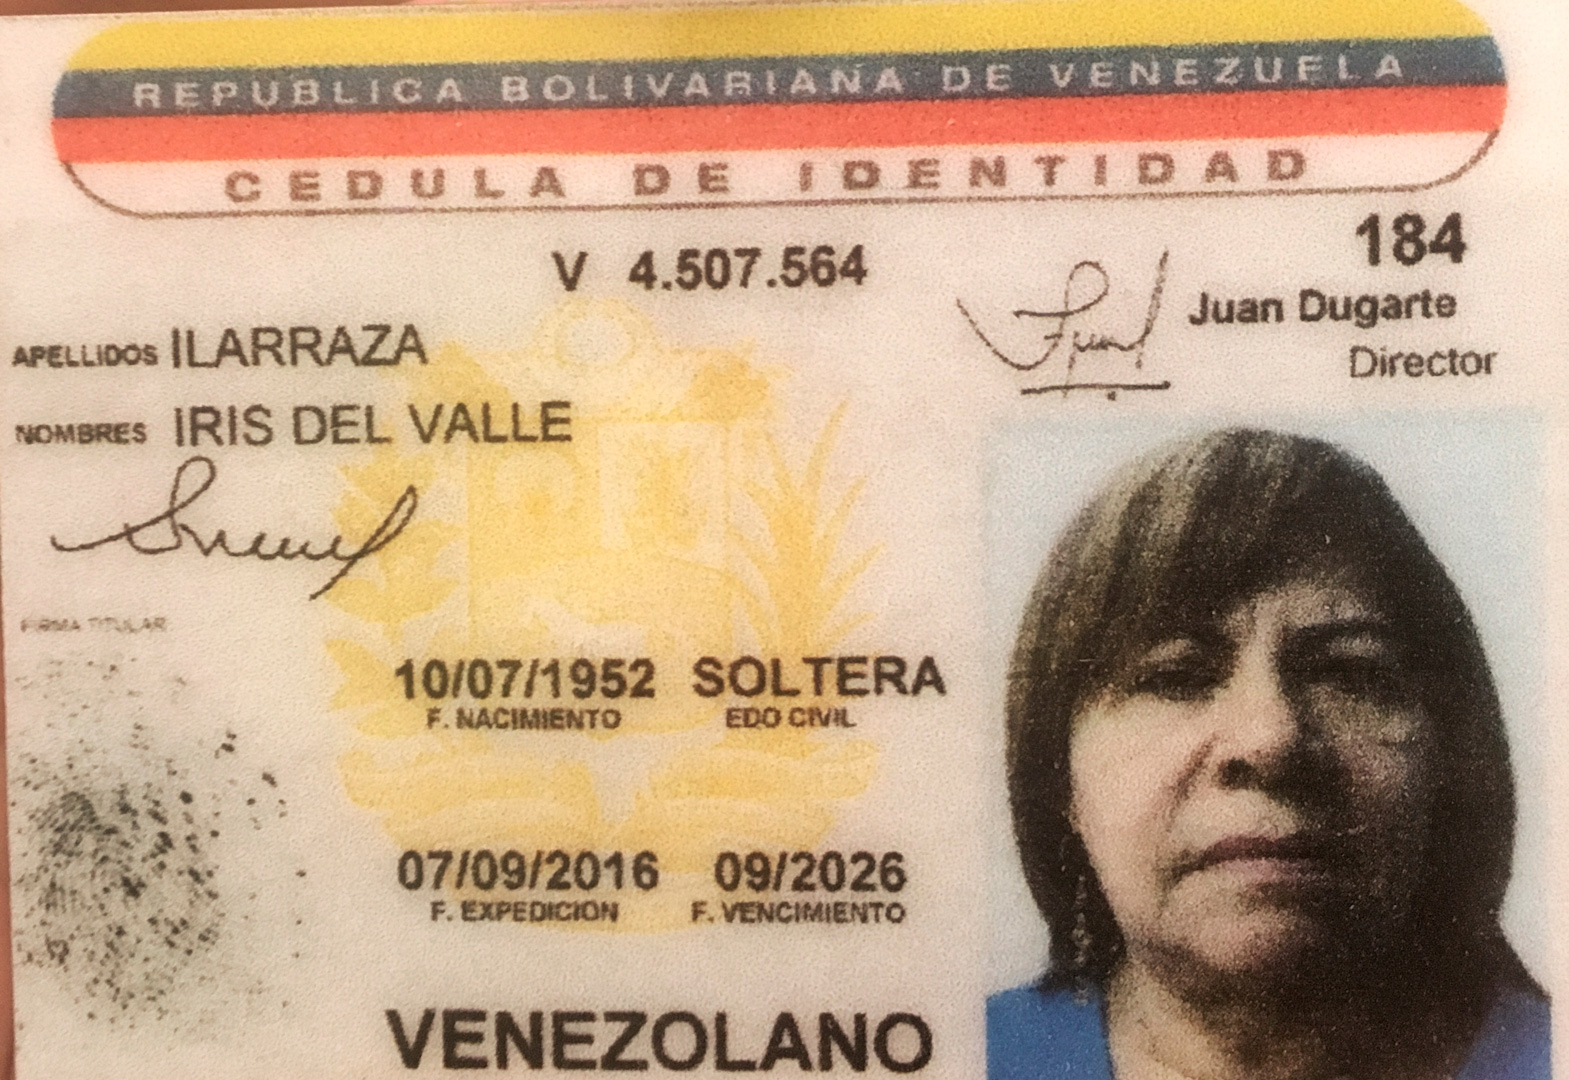 REPUBLICA BOLIVARIANA DE VENEZUELA
CEDULA DE IDENTIDAD
V 4.507.564
184
Juan Dugarte
Director
APELLIDOS ILARRAZA
NOMBRES IRIS DEL VALLE
FIRMA TITULAR
10/07/1952 SOLTERA
F. NACIMIENTO EDO CIVIL
07/09/2016 09/2026
F. EXPEDICION F. VENCIMIENTO
VENEZOLANO